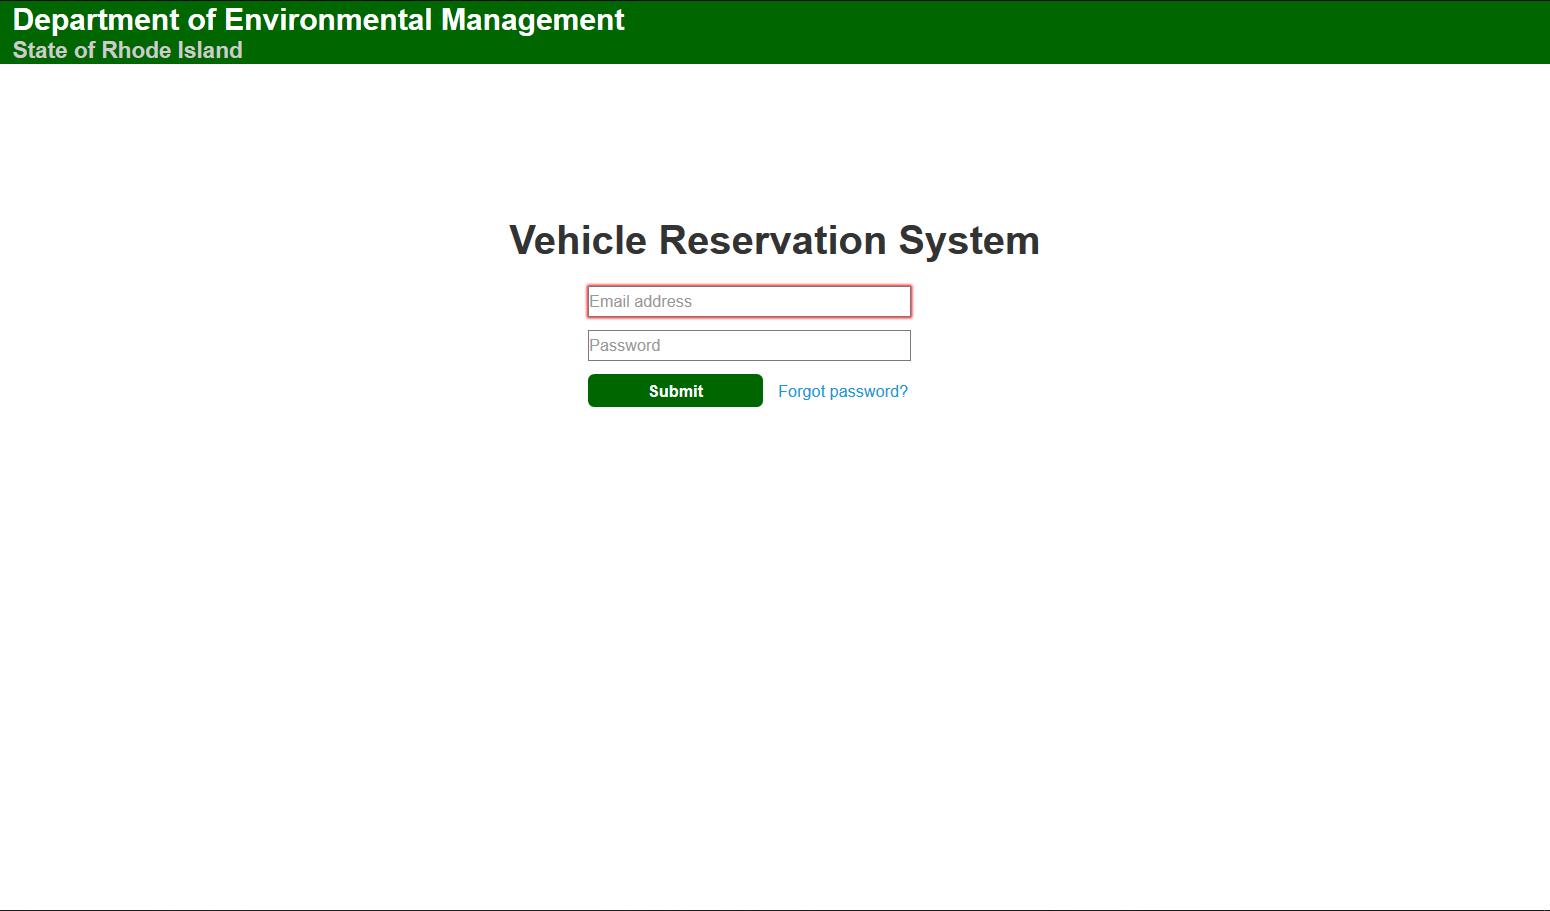 Department of Environmental Management
State of Rhode Island
Vehicle Reservation System
Email address
Password
Submit Forgot password?